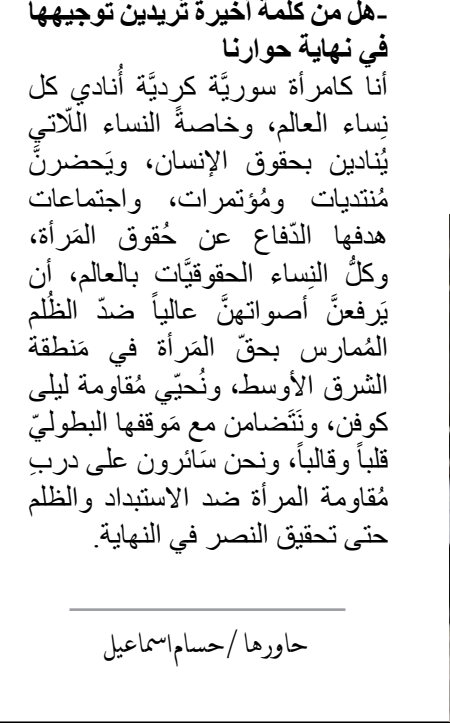 -هل من كلمة أخيرة تُريدين توجيهها
في نهاية حوارنا
أنا كامرأة سوريَّة كرديَّة أُنادي كل
نِساء العالم، وخاصةً النساء اللّاتي
يُنادين بحقوق الإنسان، ويَحضرنَّ
مُنتديات ومُؤتمرات، واجتماعات
هدفها الدّفاع عن حُقوق المَرأة،
وكلُّ النِساء الحقوقيَّات بالعالم، أن
يَرفعنَّ أصواتهنَّ عالياً ضدّ الظُلم
المُمارس بحقّ المَرأة في مَنطقة
الشرق الأوسط، ونُحيّي مُقاومة ليلى
كوفن، ونَتَضامن مع مَوقفها البطوليّ
قلباً وقالباً، ونحن سَائرون على دربِ
مُقاومة المرأة ضد الاستبداد والظلم
حتى تحقيق النصر في النهاية.
حاورها / حسام اسماعيل